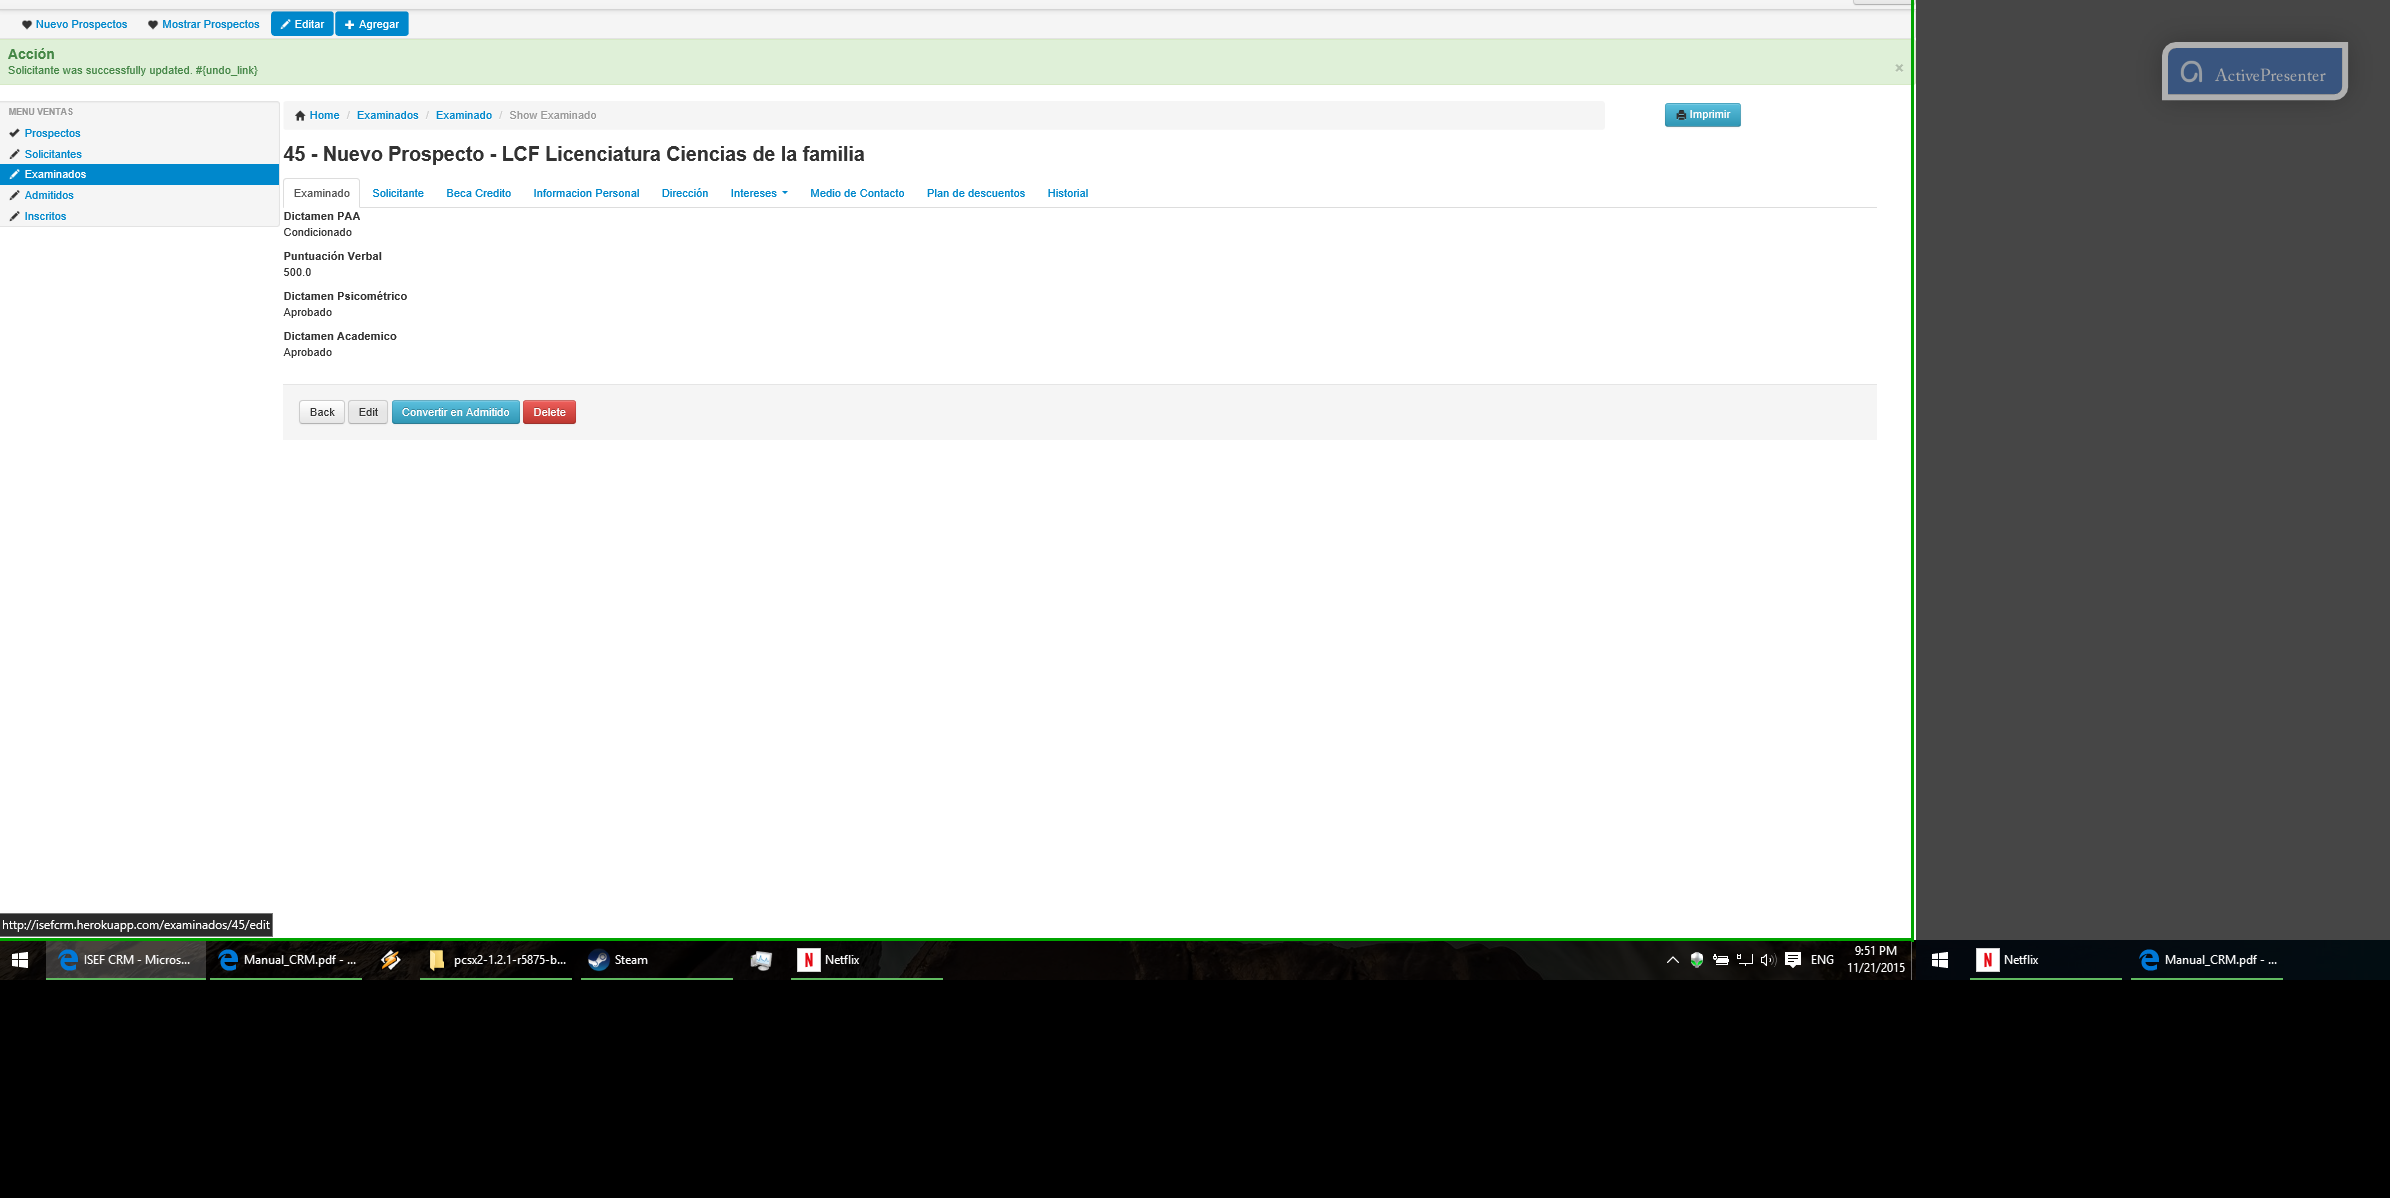 Nuevo Prospectos Mostrar Prospectos Editar Agregar
Acción
Solicitante was successfully updated. #{undo_link}
×
ActivePresenter
MENU VENTAS
Prospectos
Solicitantes
Examinados
Admitidos
Inscritos
Home / Examinados / Examinado / Show Examinado
Imprimir
45 - Nuevo Prospecto - LCF Licenciatura Ciencias de la familia
Examinado Solicitante Beca Credito Informacion Personal Dirección Intereses Medio de Contacto Plan de descuentos Historial
Dictamen PAA
Condicionado
Puntuación Verbal
500.0
Dictamen Psicométrico
Aprobado
Dictamen Academico
Aprobado
Back Edit Convertir en Admitido Delete
http://isefcrm.herokuapp.com/examinados/45/edit
ISEF CRM - Micros... Manual_CRM.pdf - ... pcsx2-1.2.1-r5875-b... Steam N Netflix ENG
9:51 PM
11/21/2015
N Netflix Manual_CRM.pdf - ...